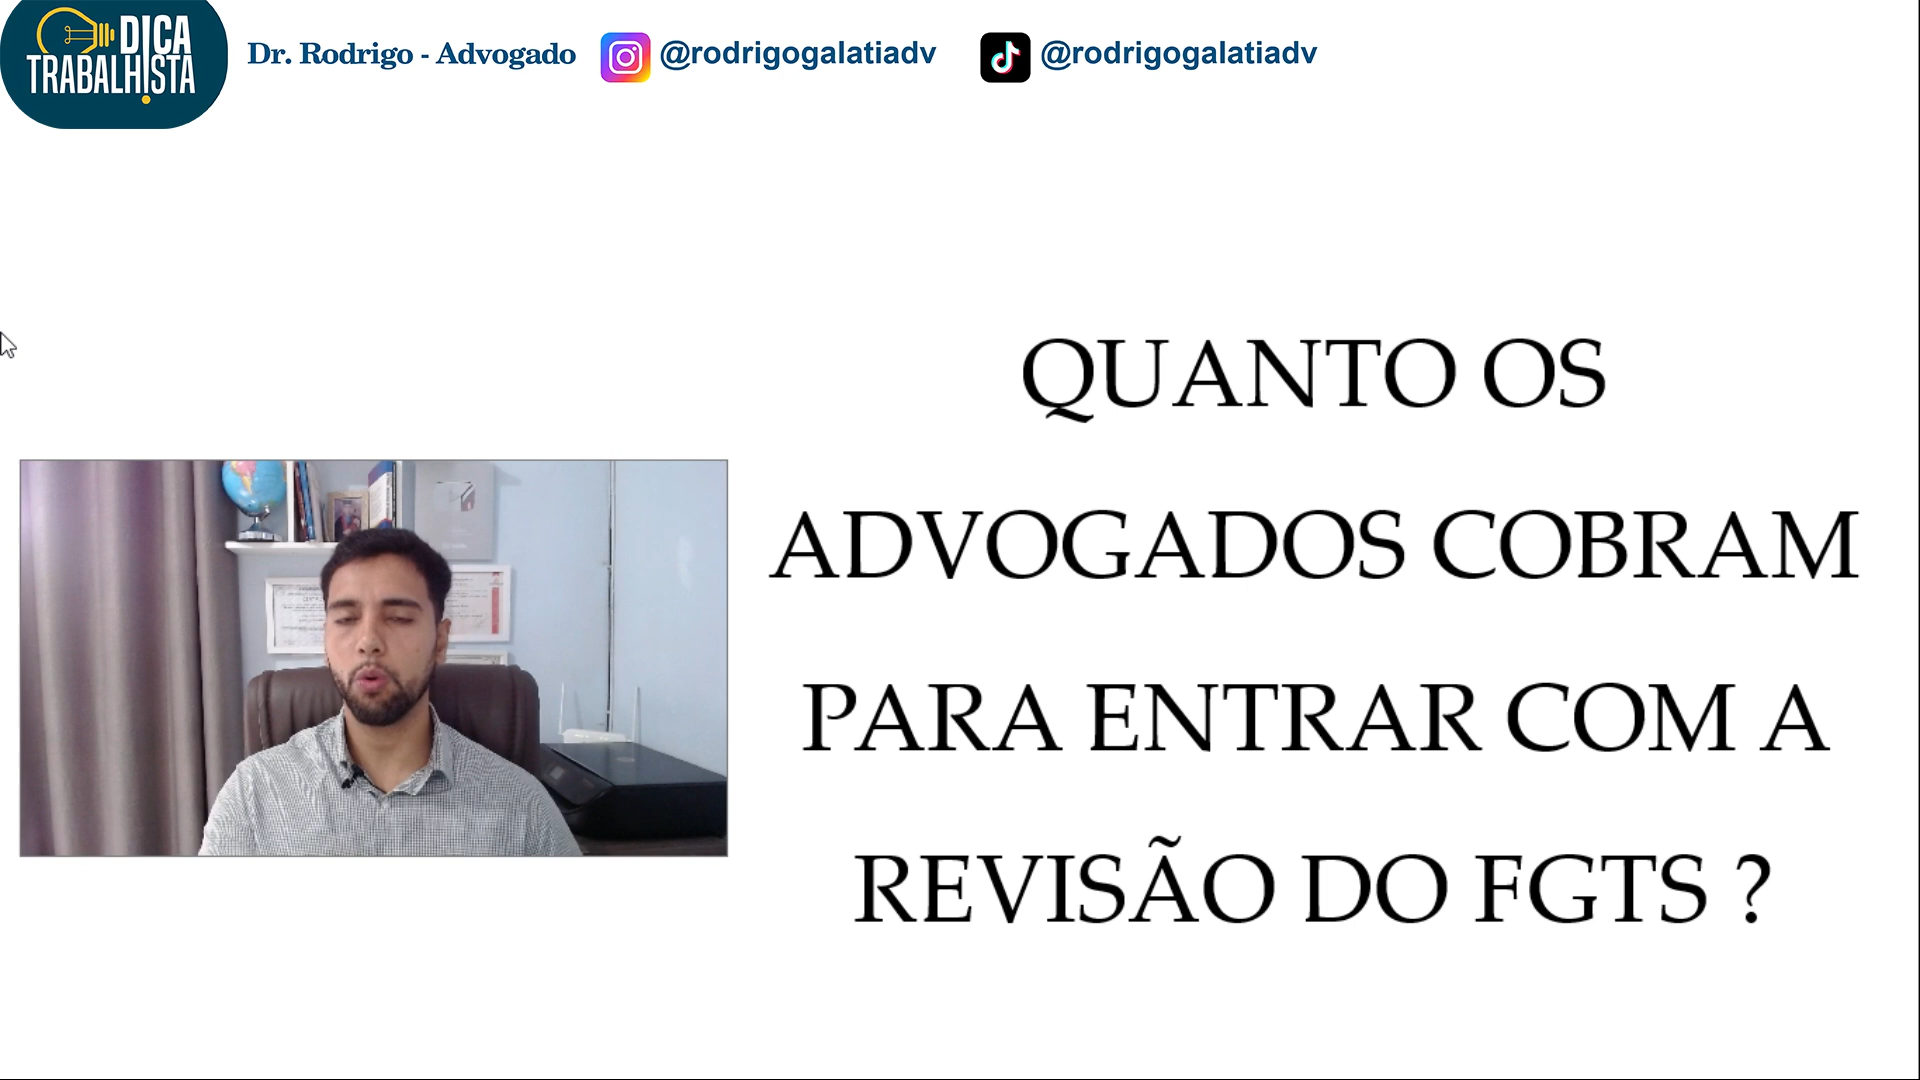 DICA
TRABALHISTA
Dr. Rodrigo - Advogado
@rodrigogalatiadv
@rodrigogalatiadv
QUANTO OS
ADVOGADOS COBRAM
PARA ENTRAR COM A
REVISÃO DO FGTS ?